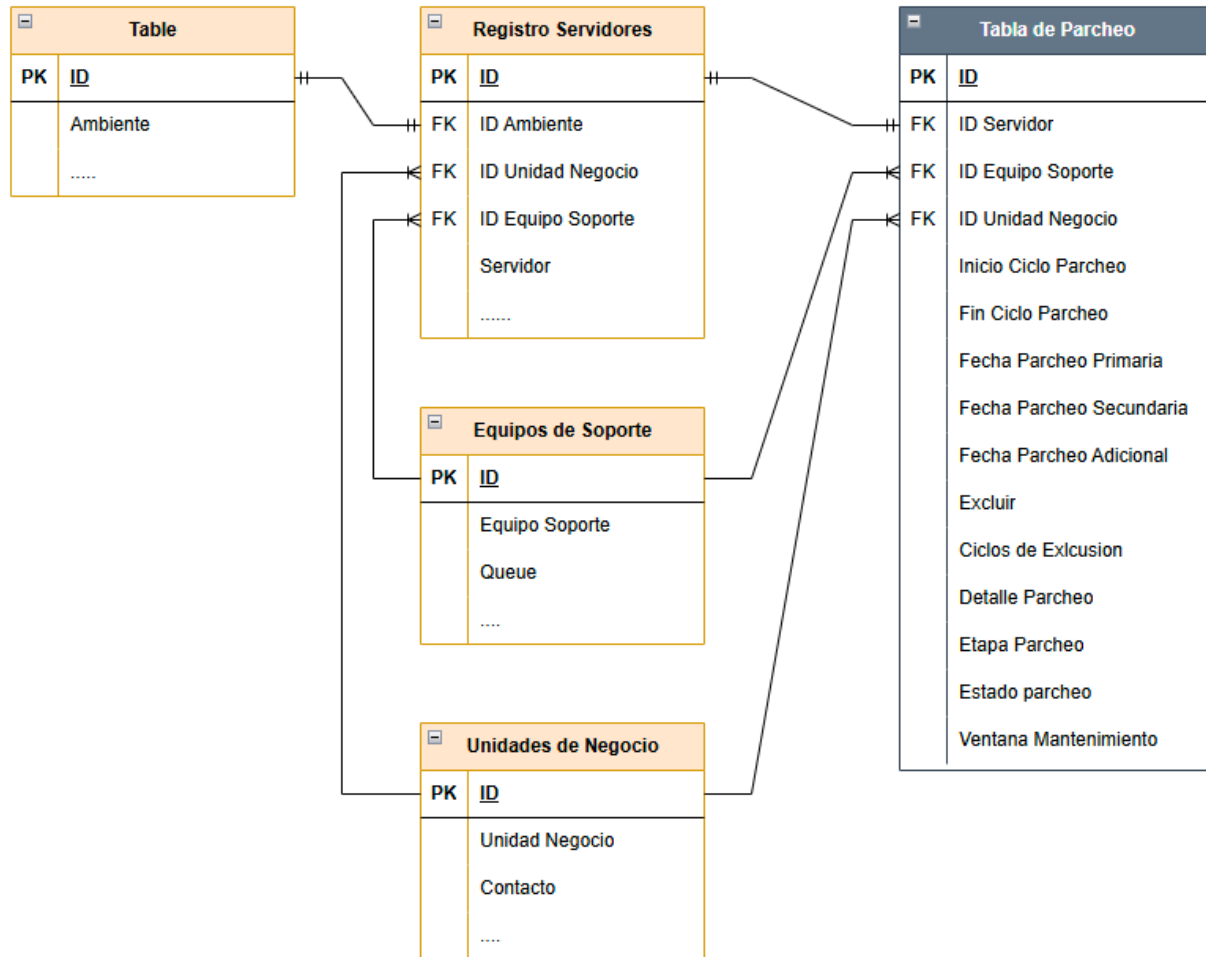 Table
PK ID
Ambiente
.....
Registro Servidores
PK ID
FK ID Ambiente
FK ID Unidad Negocio
FK ID Equipo Soporte
Servidor
......
Equipos de Soporte
PK ID
Equipo Soporte
Queue
....
Unidades de Negocio
PK ID
Unidad Negocio
Contacto
....
Tabla de Parcheo
PK ID
FK ID Servidor
FK ID Equipo Soporte
FK ID Unidad Negocio
Inicio Ciclo Parcheo
Fin Ciclo Parcheo
Fecha Parcheo Primaria
Fecha Parcheo Secundaria
Fecha Parcheo Adicional
Excluir
Ciclos de Exlcusion
Detalle Parcheo
Etapa Parcheo
Estado parcheo
Ventana Mantenimiento